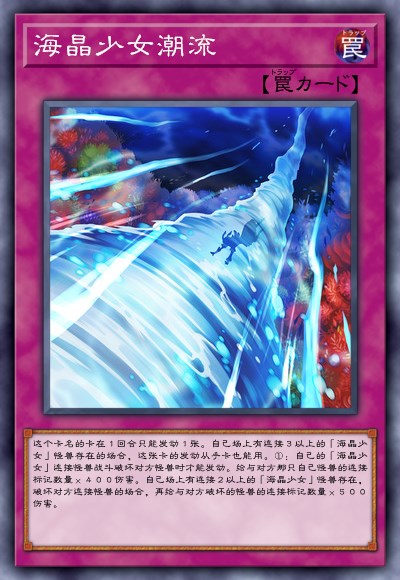 海晶少女潮流
トラップ
罠
トラップ
【罠カード】
这个卡名的卡在1回合只能发动1张。自己场上有连接3以上的「海晶少
女」怪兽存在的场合，这张卡的发动从手卡也能用。①：自己的「海晶少
女」连接怪兽战斗破坏对方怪兽时才能发动。给与对方那只自己怪兽的连接
标记数量×400伤害。自己场上有连接2以上的「海晶少女」怪兽存在，
破坏对方连接怪兽的场合，再给与对方破坏的怪兽的连接标记数量×500
伤害。